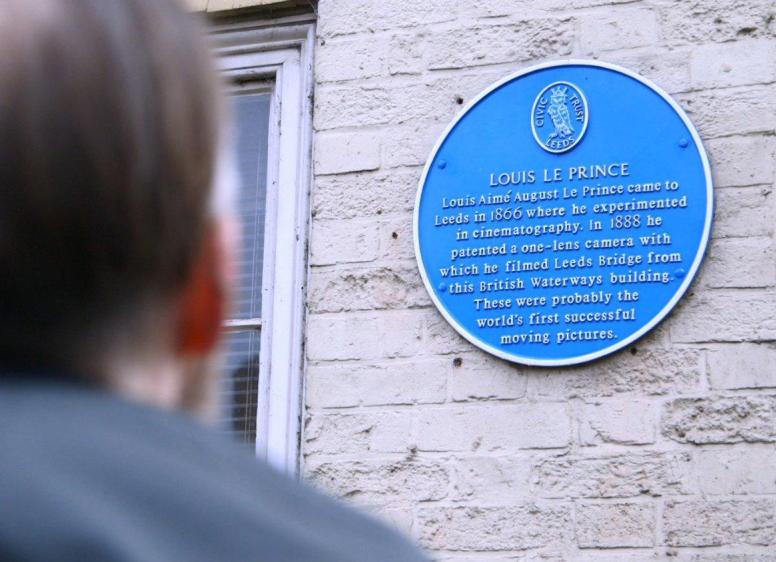 CIVIC TRUST
LEEDS
LOUIS LE PRINCE
Louis Aimé August Le Prince came to
Leeds in 1866 where he experimented
in cinematography. In 1888 he
patented a one-lens camera with
which he filmed Leeds Bridge from
this British Waterways building.
These were probably the
world's first successful
moving pictures.